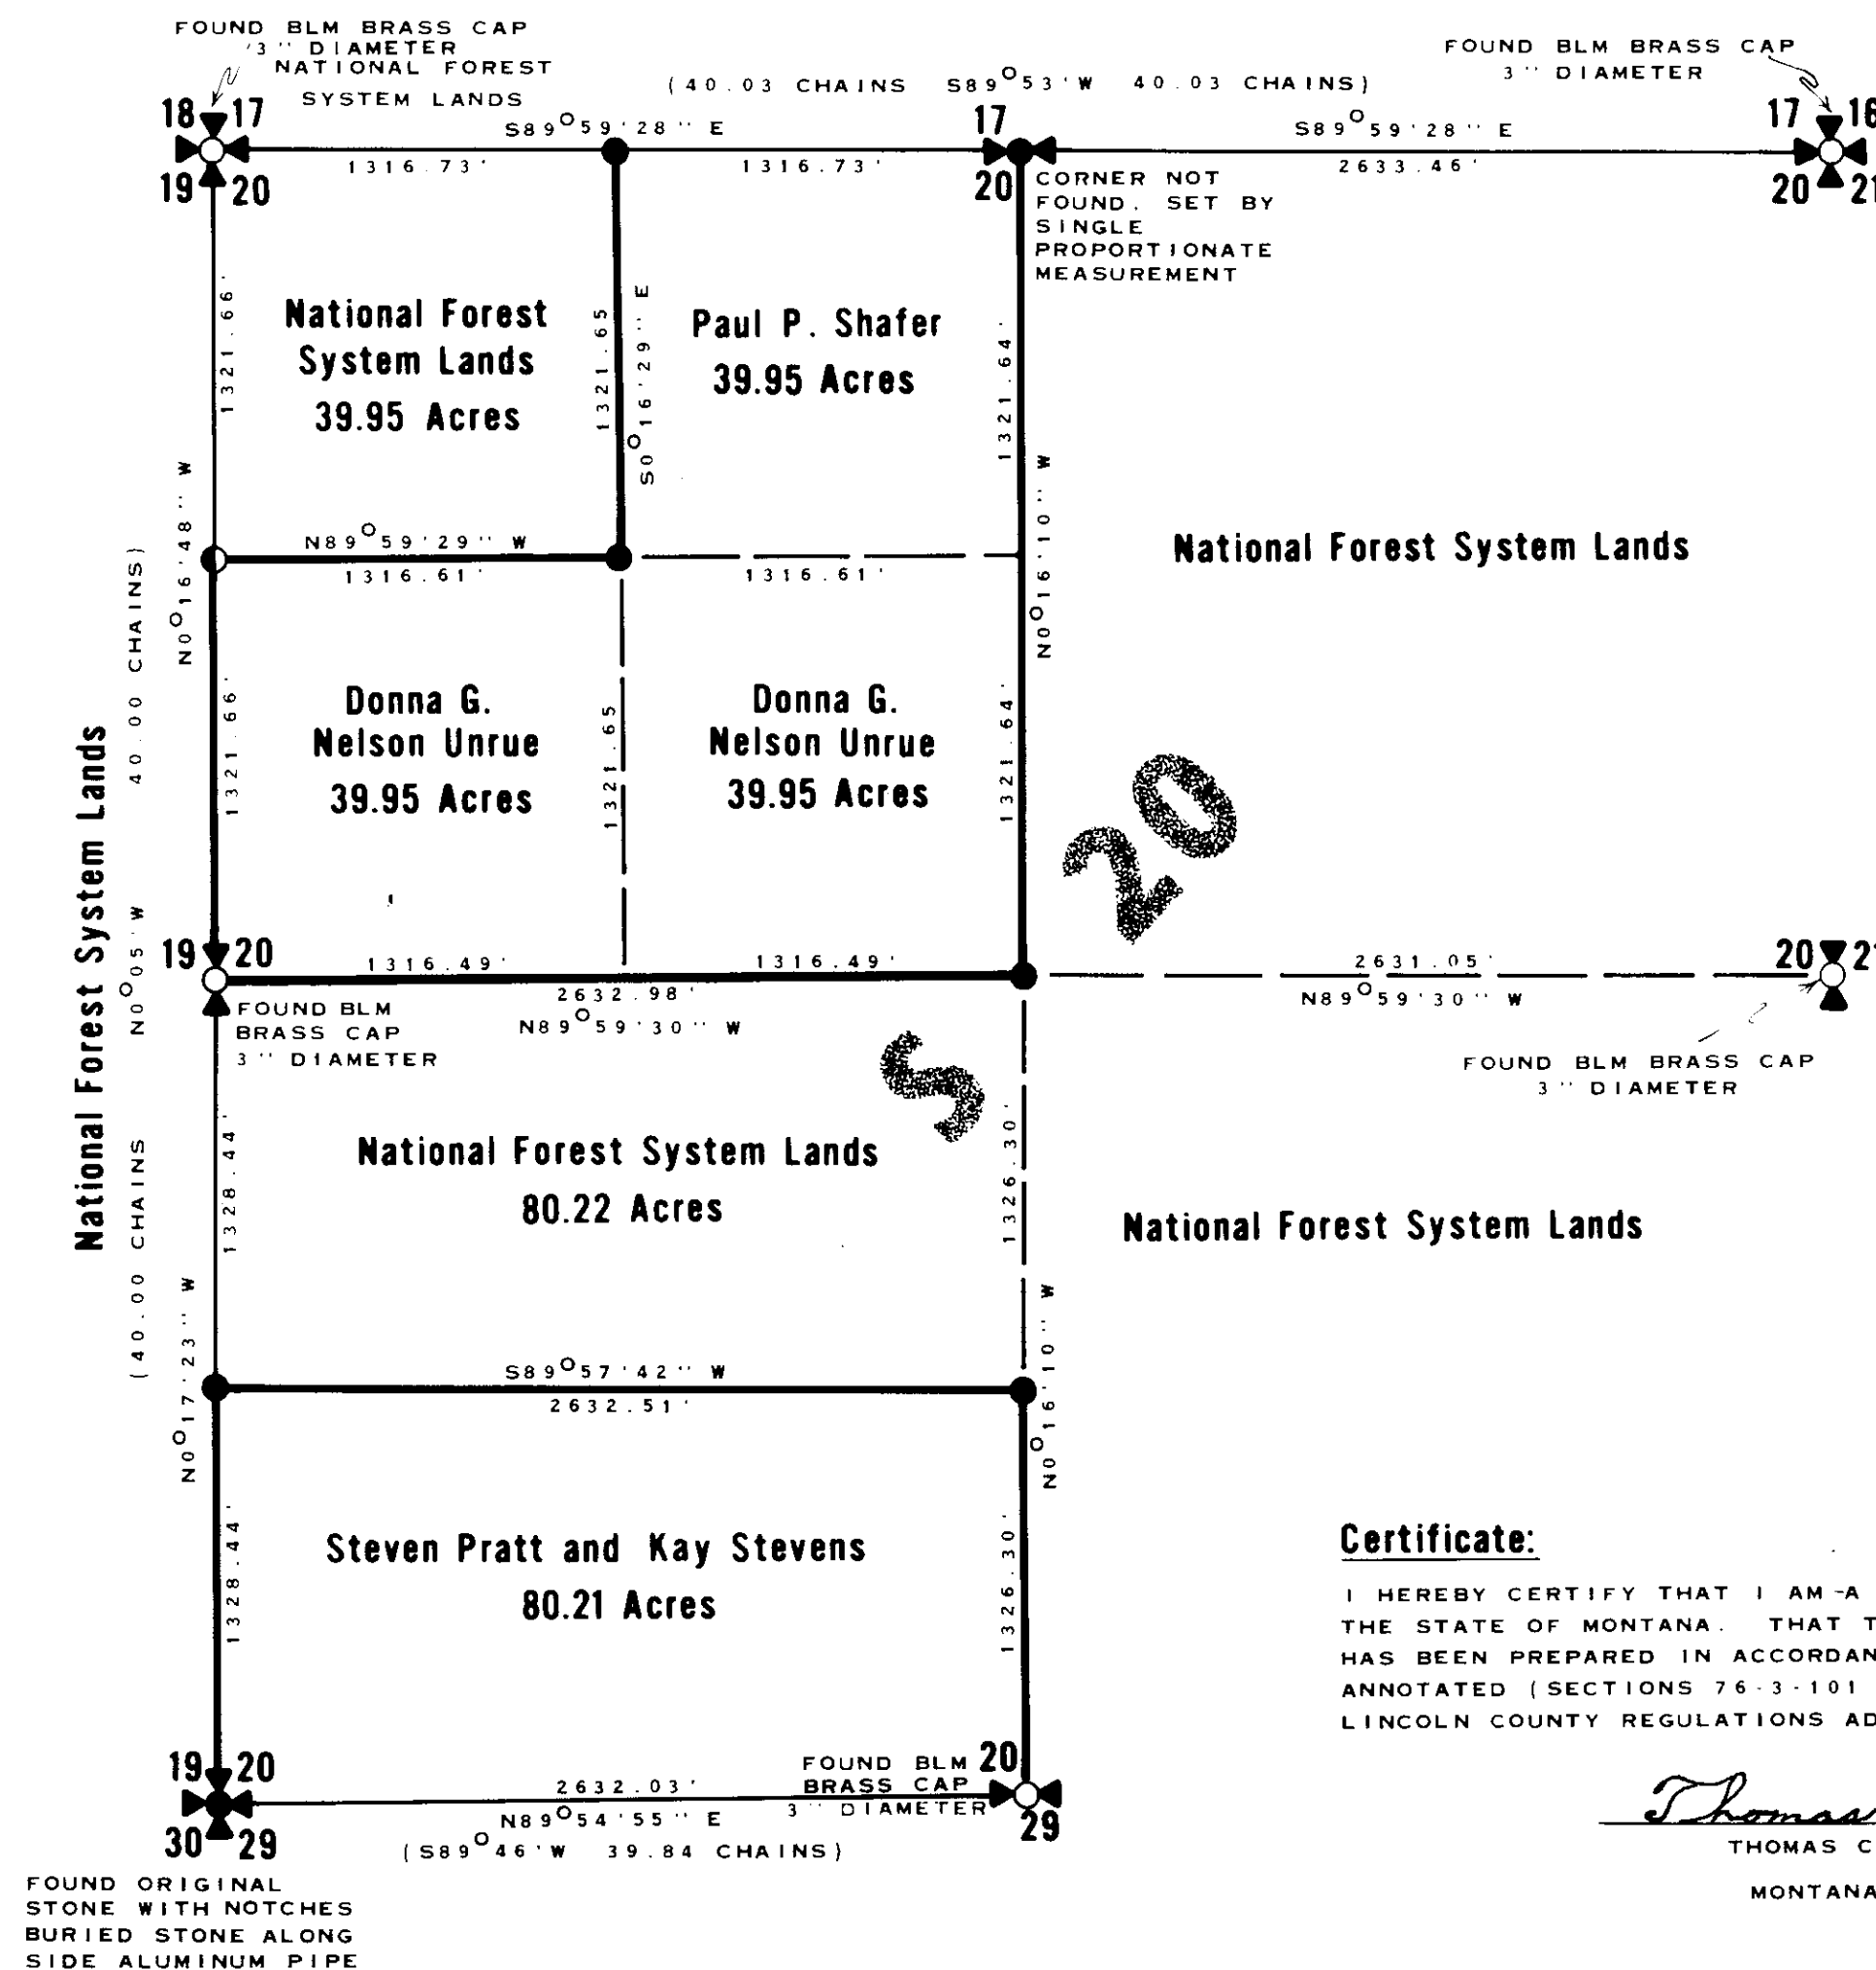 FOUND BLM BRASS CAP
3" DIAMETER
NATIONAL FOREST
SYSTEM LANDS
FOUND BLM BRASS CAP
3" DIAMETER
(40.03 CHAINS S89°53'W 40.03 CHAINS)
18 17
17
17 16
S89°59'28" E
S89°59'28" E
1316.73'
1316.73'
2633.46'
19 20
20
20 21
CORNER NOT
FOUND. SET BY
SINGLE
PROPORTIONATE
MEASUREMENT
1321.66'
National Forest
System Lands
39.95 Acres
1321.65
S0°16'29" E
Paul P. Shafer
39.95 Acres
1321.64'
N0°16'48" W
N0°16'10" W
N89°59'29" W
1316.61'
1316.61'
National Forest System Lands
40.00 CHAINS)
1321.66'
Donna G.
Nelson Unrue
39.95 Acres
1321.65
Donna G.
Nelson Unrue
39.95 Acres
1321.64'
National Forest System Lands
N0°05'W
S 20
19 20
1316.49'
1316.49'
2631.05'
20 21
2632.98'
N89°59'30" W
N89°59'30" W
FOUND BLM
BRASS CAP
3" DIAMETER
FOUND BLM BRASS CAP
3" DIAMETER
(40.00 CHAINS
1328.44'
National Forest System Lands
80.22 Acres
1326.30'
National Forest System Lands
N0°17'23" W
N0°16'10" W
S89°57'42" W
2632.51'
1328.44'
Steven Pratt and Kay Stevens
80.21 Acres
1326.30'
Certificate:
I HEREBY CERTIFY THAT I AM A
THE STATE OF MONTANA. THAT T
HAS BEEN PREPARED IN ACCORDAN
ANNOTATED (SECTIONS 76-3-101
LINCOLN COUNTY REGULATIONS AD
19 20
2632.03'
FOUND BLM
BRASS CAP
3" DIAMETER
20
N89°54'55" E
29
(S89°46'W 39.84 CHAINS)
30 29
FOUND ORIGINAL
STONE WITH NOTCHES
BURIED STONE ALONG
SIDE ALUMINUM PIPE
Thomas
THOMAS C
MONTANA